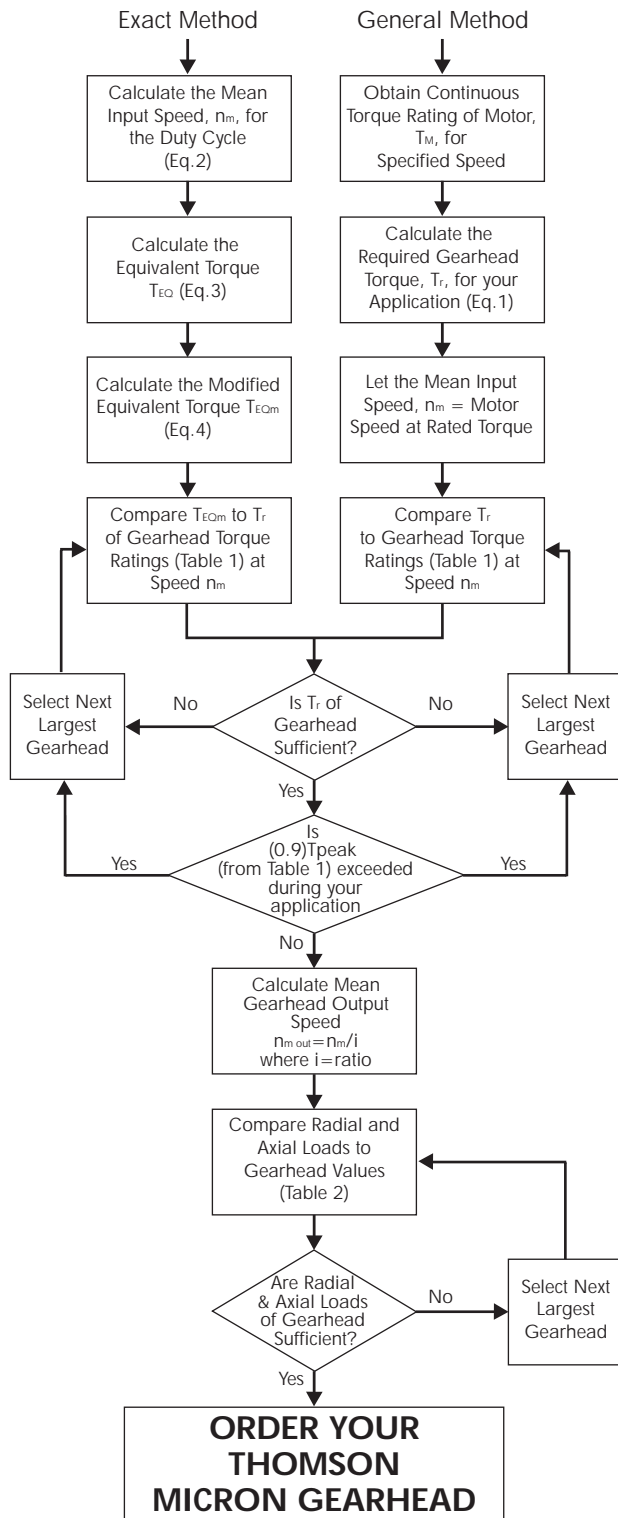 Exact Method
General Method
Calculate the Mean
Input Speed, nm, for
the Duty Cycle
(Eq.2)
Obtain Continuous
Torque Rating of Motor,
TM, for
Specified Speed
Calculate the
Equivalent Torque
TEQ (Eq.3)
Calculate the
Required Gearhead
Torque, Tr, for your
Application (Eq.1)
Calculate the Modified
Equivalent Torque TEQm
(Eq.4)
Let the Mean Input
Speed, nm = Motor
Speed at Rated Torque
Compare TEQm to Tr
of Gearhead Torque
Ratings (Table 1) at
Speed nm
Compare Tr
to Gearhead Torque
Ratings (Table 1) at
Speed nm
Select Next
Largest
Gearhead
No
Is Tr of
Gearhead
Sufficient?
No
Select Next
Largest
Gearhead
Yes
Yes
Is
(0.9)Tpeak
(from Table 1) exceeded
during your
application
Yes
No
Calculate Mean
Gearhead Output
Speed
nm out=nm/i
where i=ratio
Compare Radial and
Axial Loads to
Gearhead Values
(Table 2)
Are Radial
& Axial Loads
of Gearhead
Sufficient?
No
Select Next
Largest
Gearhead
Yes
ORDER YOUR
THOMSON
MICRON GEARHEAD